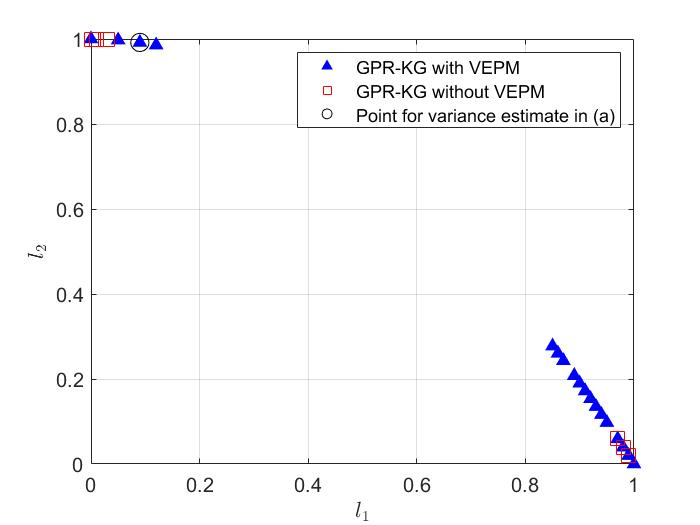 1
GPR-KG with VEPM
GPR-KG without VEPM
Point for variance estimate in (a)
0.8
0.6
l2
0.4
0.2
0
0 0.2 0.4 0.6 0.8 1
l1